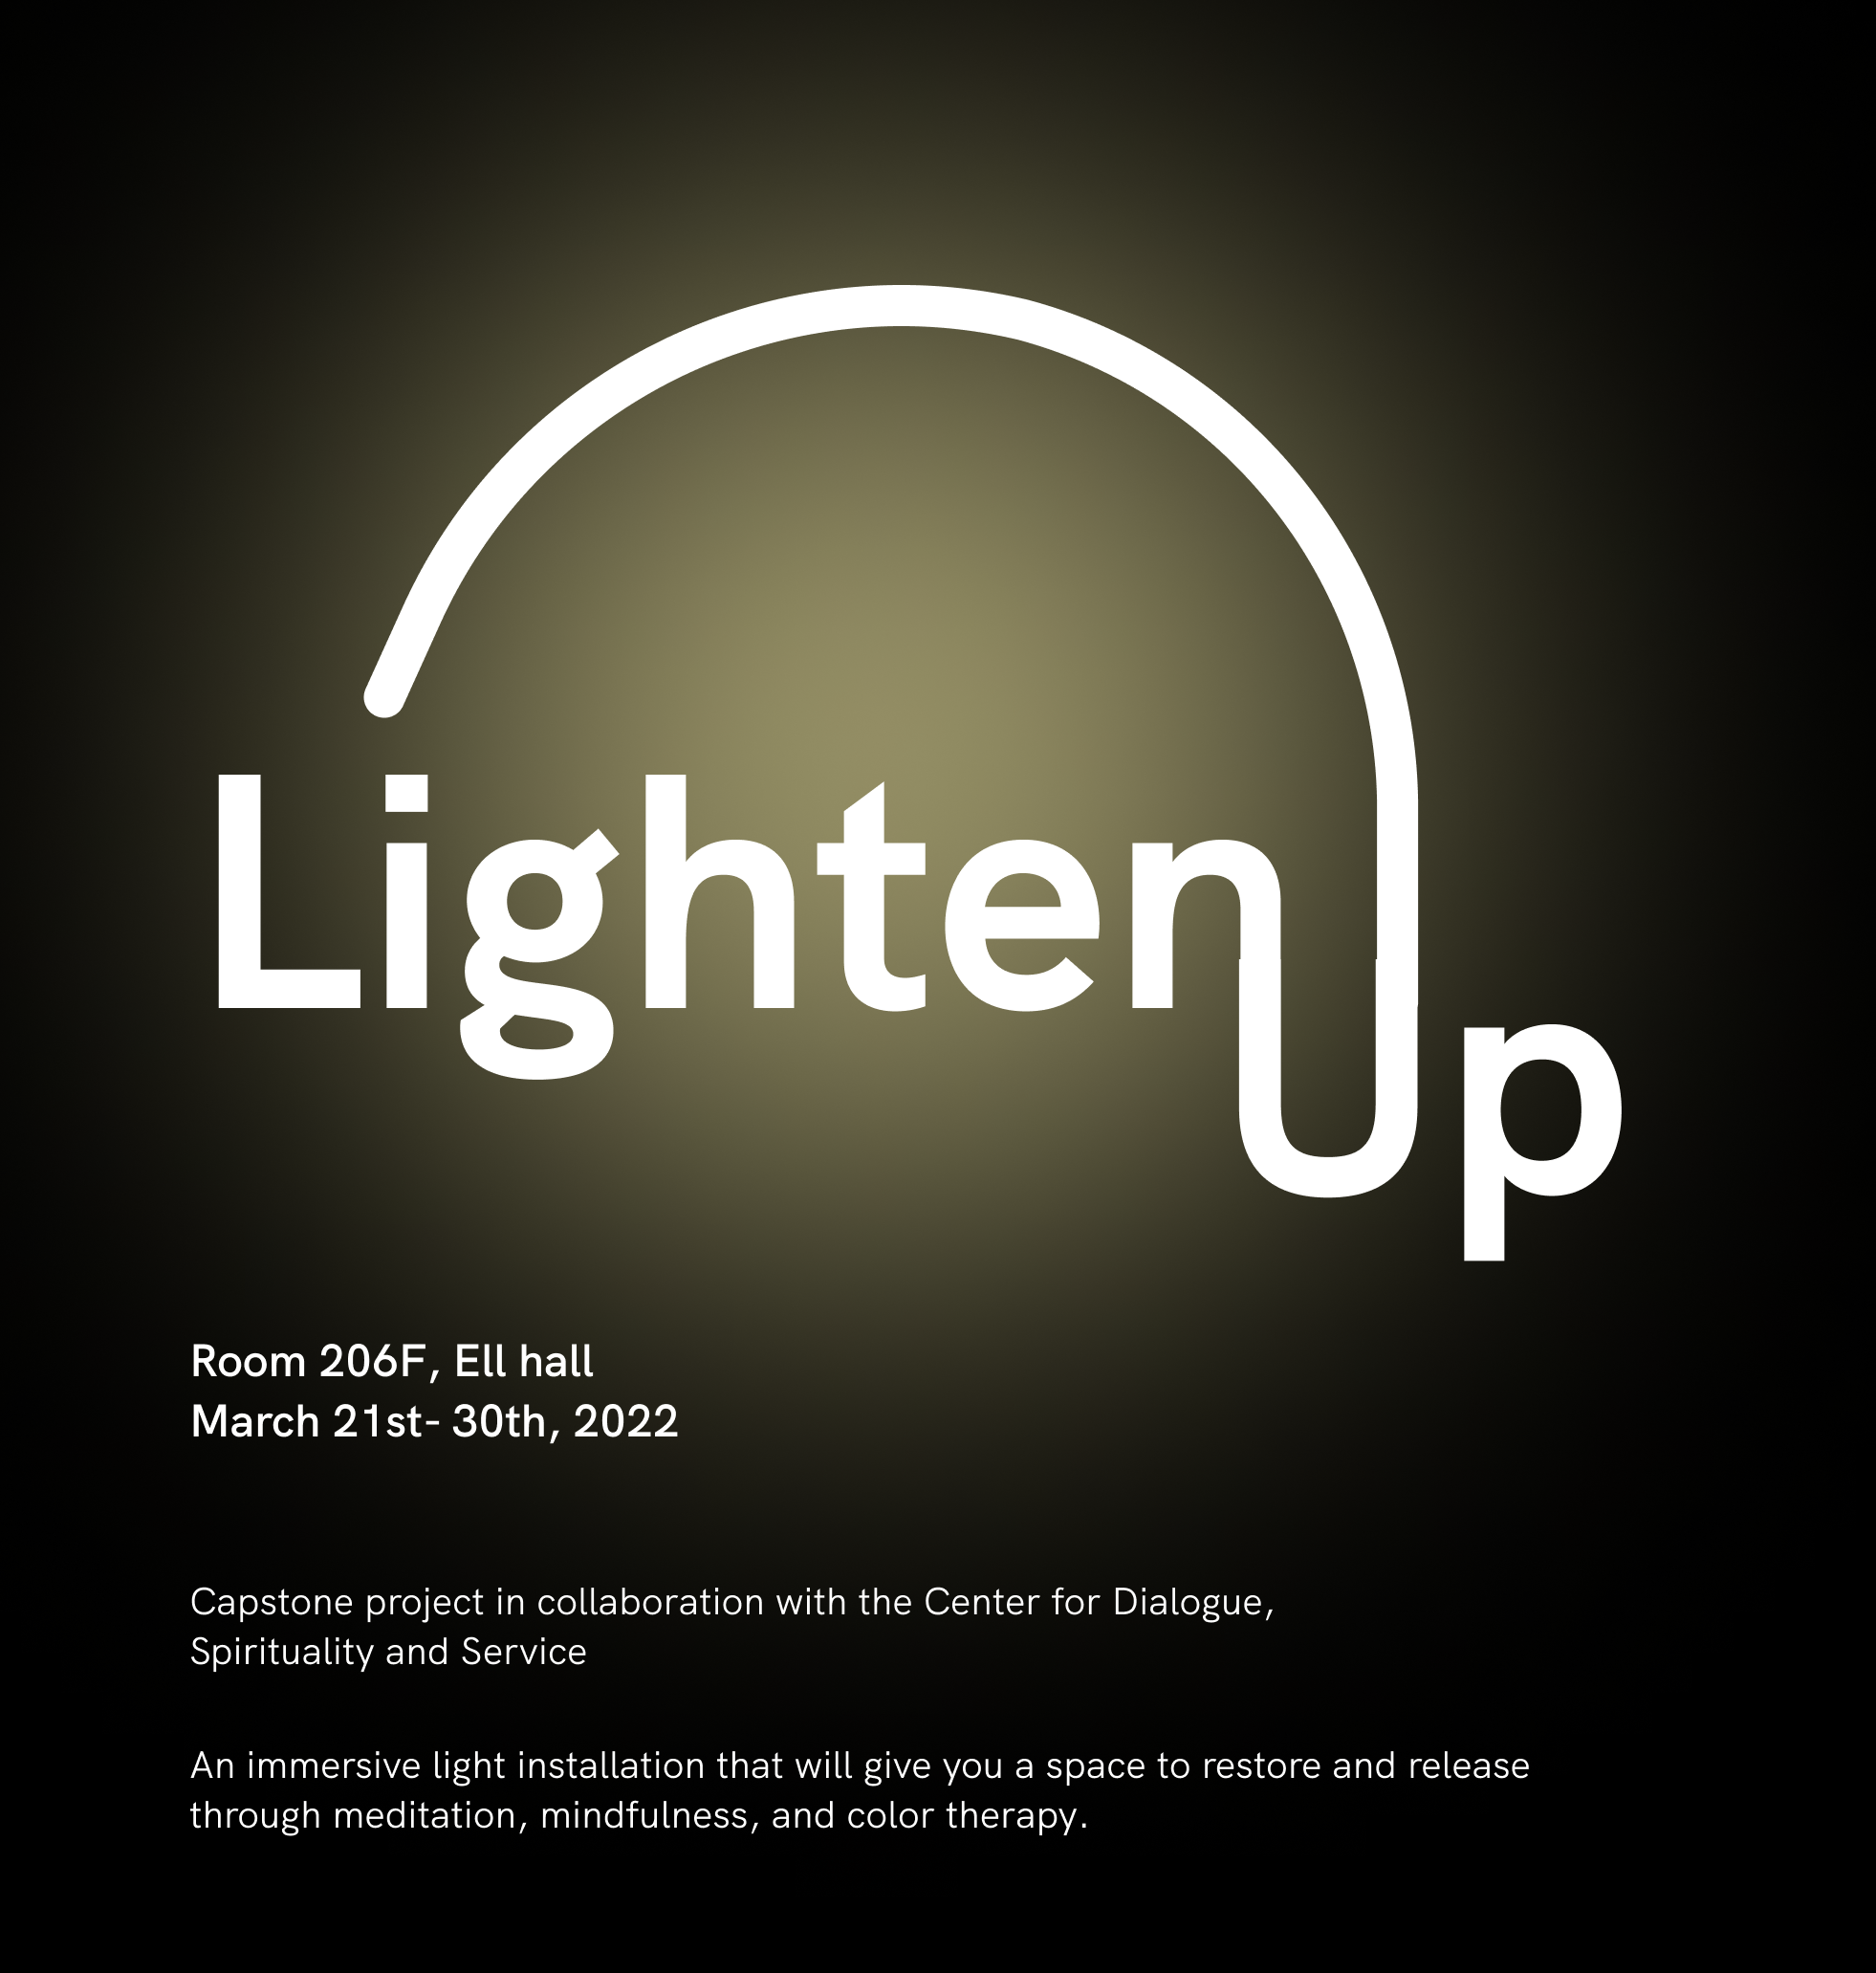 Lighten
Up
Room 206F, Ell hall
March 21st- 30th, 2022
Capstone project in collaboration with the Center for Dialogue,
Spirituality and Service
An immersive light installation that will give you a space to restore and release
through meditation, mindfulness, and color therapy.